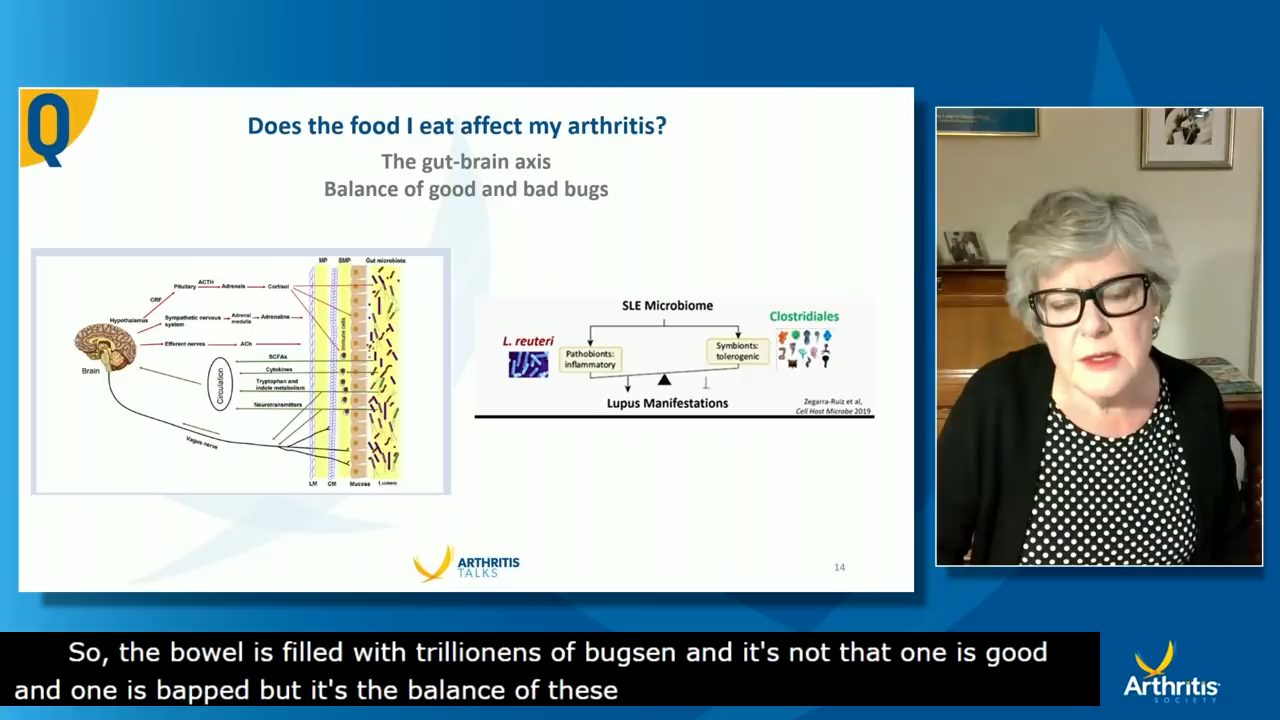 Q
Does the food I eat affect my arthritis?
The gut-brain axis
Balance of good and bad bugs
MP SMP Gut microbiota
ACTH
Pituitary Adrenals Cortisol
CRF
Hypothalamus
Sympathetic nervous system
Adrenal medulla
Adrenaline
Efferent nerves ACh
Immune cells
Brain
Circulation
SCFAs
Cytokines
Tryptophan and indole metabolism
Neurotransmitters
Vagus nerve
LM CM Mucosa Lumen
SLE Microbiome
Clostridiales
L. reuteri
Pathobionts:
inflammatory
Symbionts:
tolerogenic
Lupus Manifestations
Zegarra-Ruiz et al,
Cell Host Microbe 2019
ARTHRITIS
TALKS
14
So, the bowel is filled with trillionens of bugsen and it's not that one is good
and one is bapped but it's the balance of these
Arthritis
SOCIETY